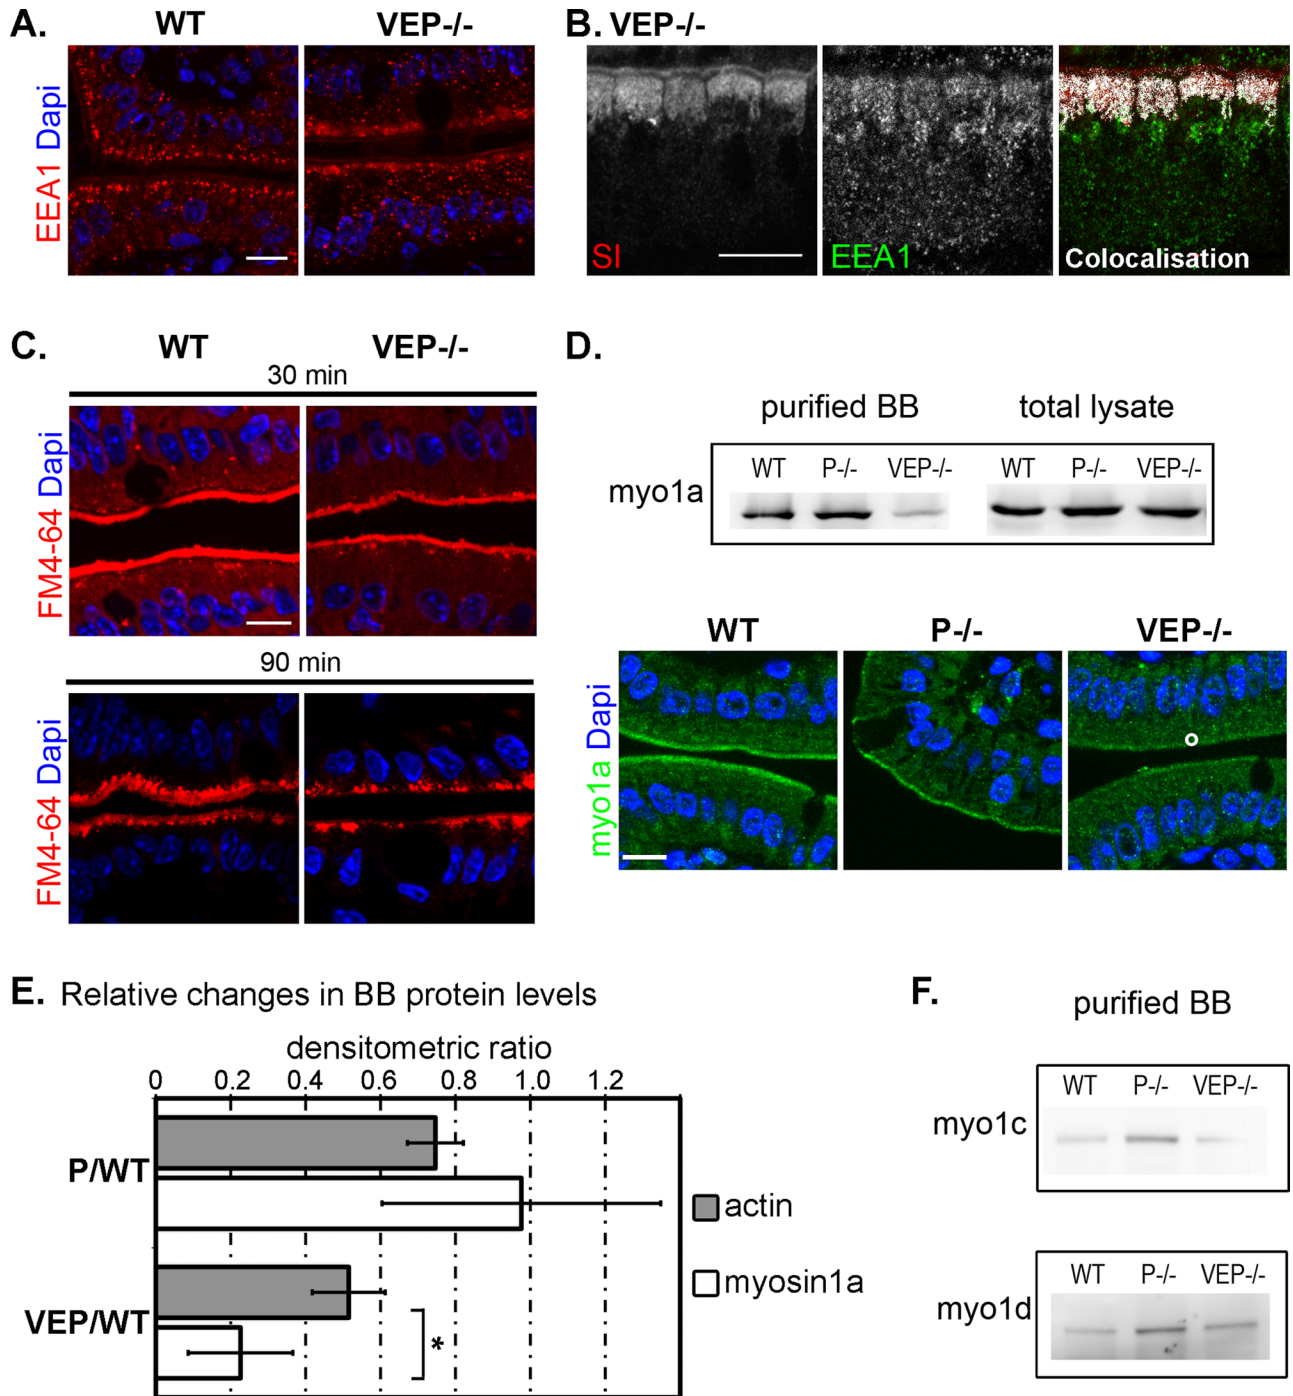 A.
WT VEP-/-
EEA1 Dapi
B. VEP-/-
SI
EEA1
Colocalisation
C.
WT VEP-/-
30 min
FM4-64 Dapi
90 min
FM4-64 Dapi
D.
purified BB total lysate
WT P-/- VEP-/- WT P-/- VEP-/-
myo1a
WT P-/- VEP-/-
myo1a Dapi
E. Relative changes in BB protein levels
densitometric ratio
0 0.2 0.4 0.6 0.8 1.0 1.2
P/WT
VEP/WT
*
actin
myosin1a
F.
purified BB
WT P-/- VEP-/-
myo1c
WT P-/- VEP-/-
myo1d